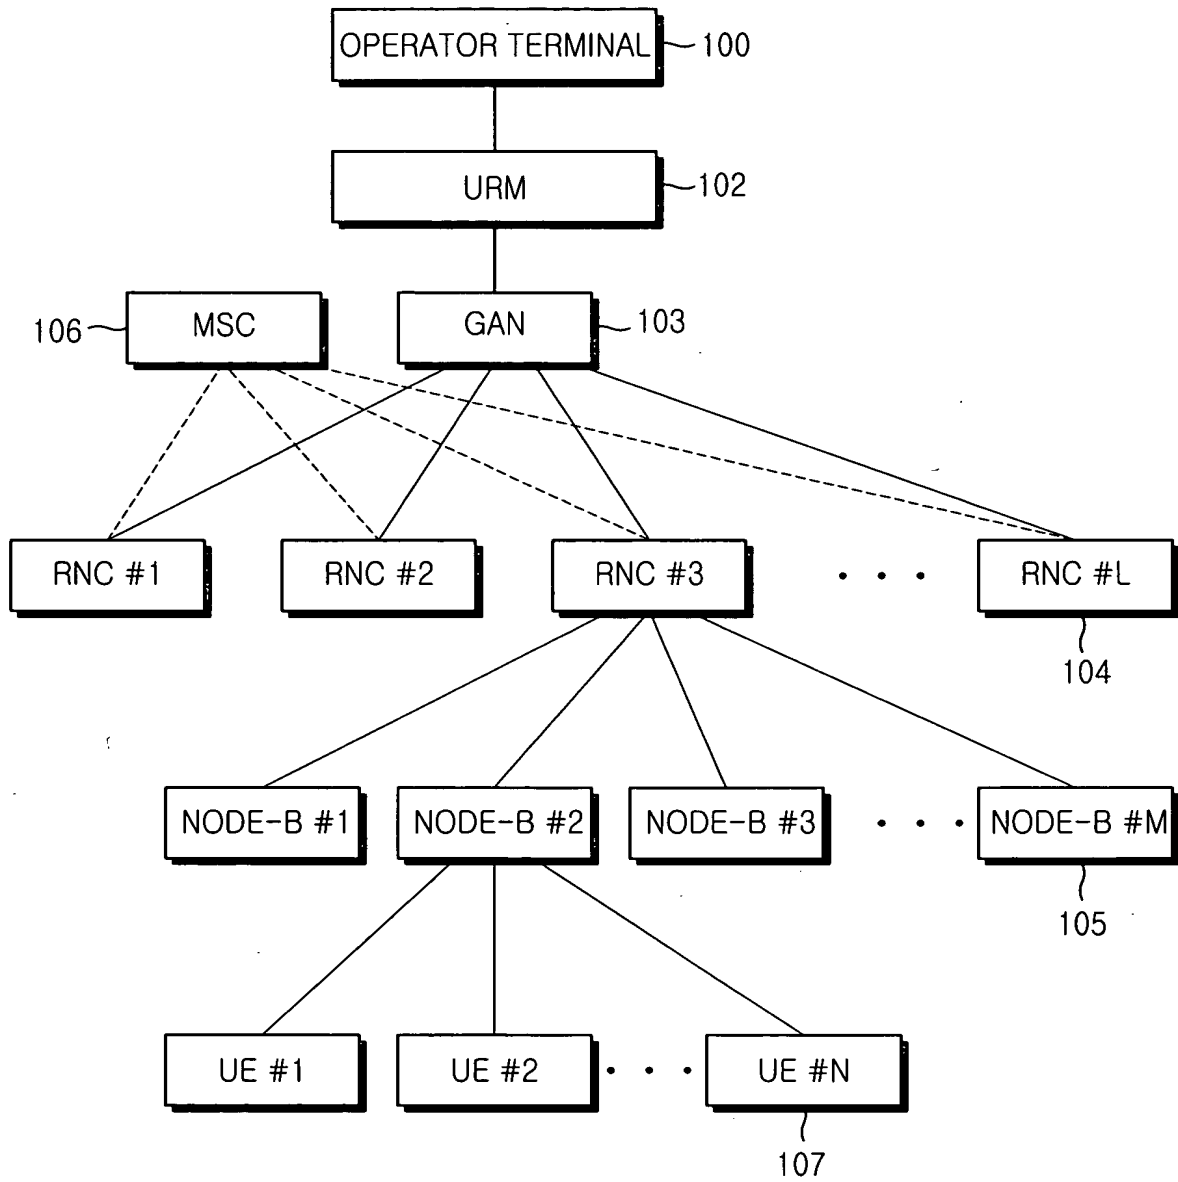 OPERATOR TERMINAL
100
URM
102
106
MSC
GAN
103
RNC #1
RNC #2
RNC #3
• • •
RNC #L
104
NODE-B #1
NODE-B #2
NODE-B #3
• • •
NODE-B #M
105
UE #1
UE #2
• • •
UE #N
107